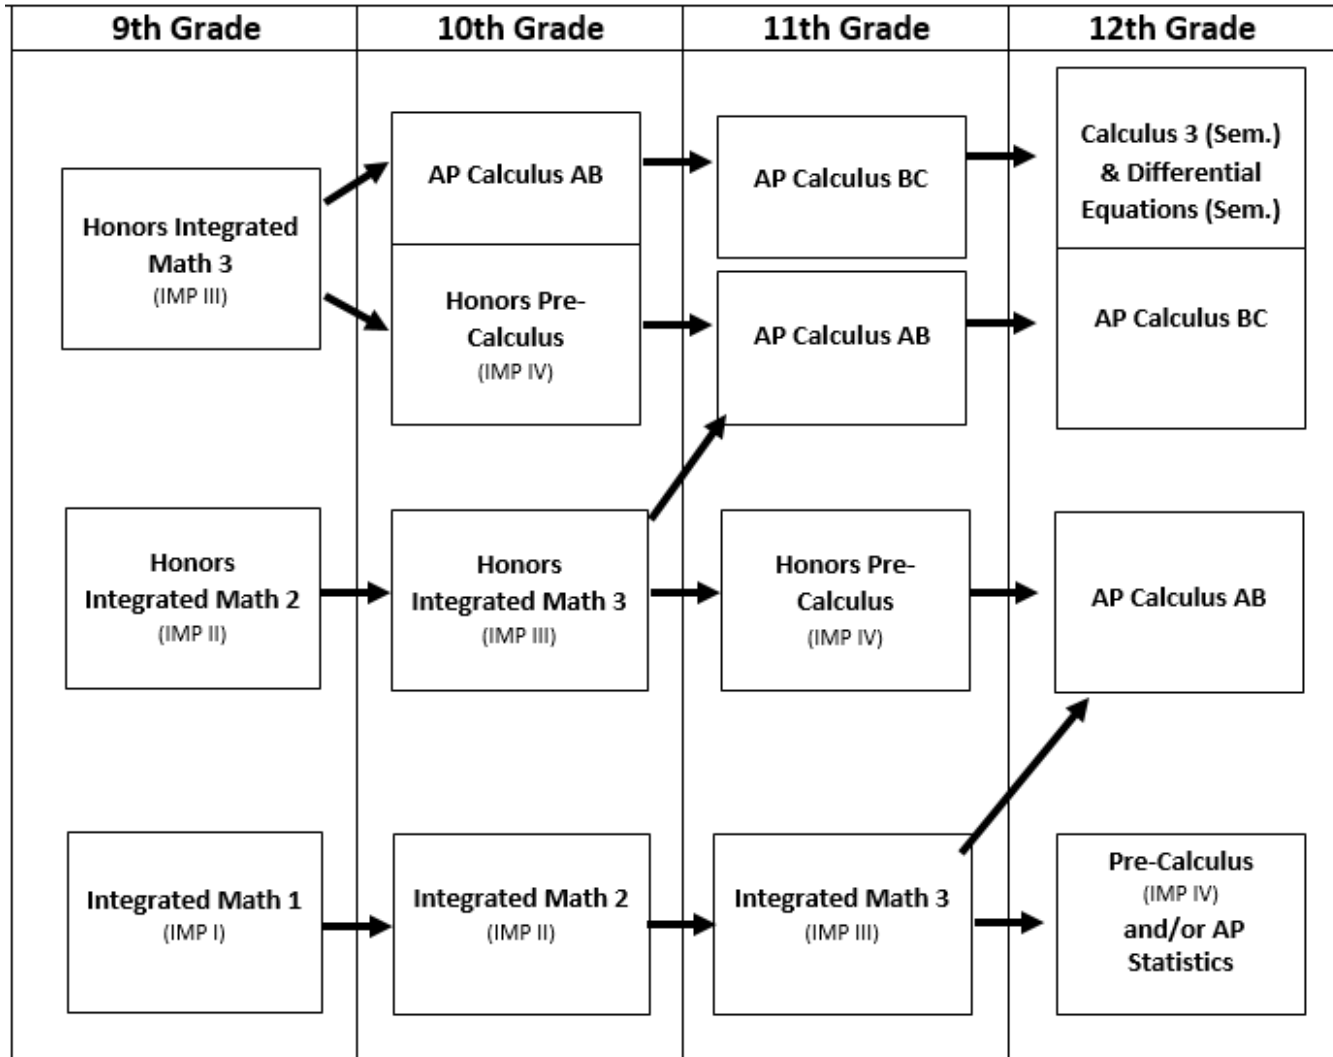 9th Grade
10th Grade
11th Grade
12th Grade
Honors Integrated
Math 3
(IMP III)
AP Calculus AB
Honors Pre-
Calculus
(IMP IV)
AP Calculus BC
AP Calculus AB
Calculus 3 (Sem.)
& Differential
Equations (Sem.)
AP Calculus BC
Honors
Integrated Math 2
(IMP II)
Honors
Integrated Math 3
(IMP III)
Honors Pre-
Calculus
(IMP IV)
AP Calculus AB
Integrated Math 1
(IMP I)
Integrated Math 2
(IMP II)
Integrated Math 3
(IMP III)
Pre-Calculus
(IMP IV)
and/or AP
Statistics